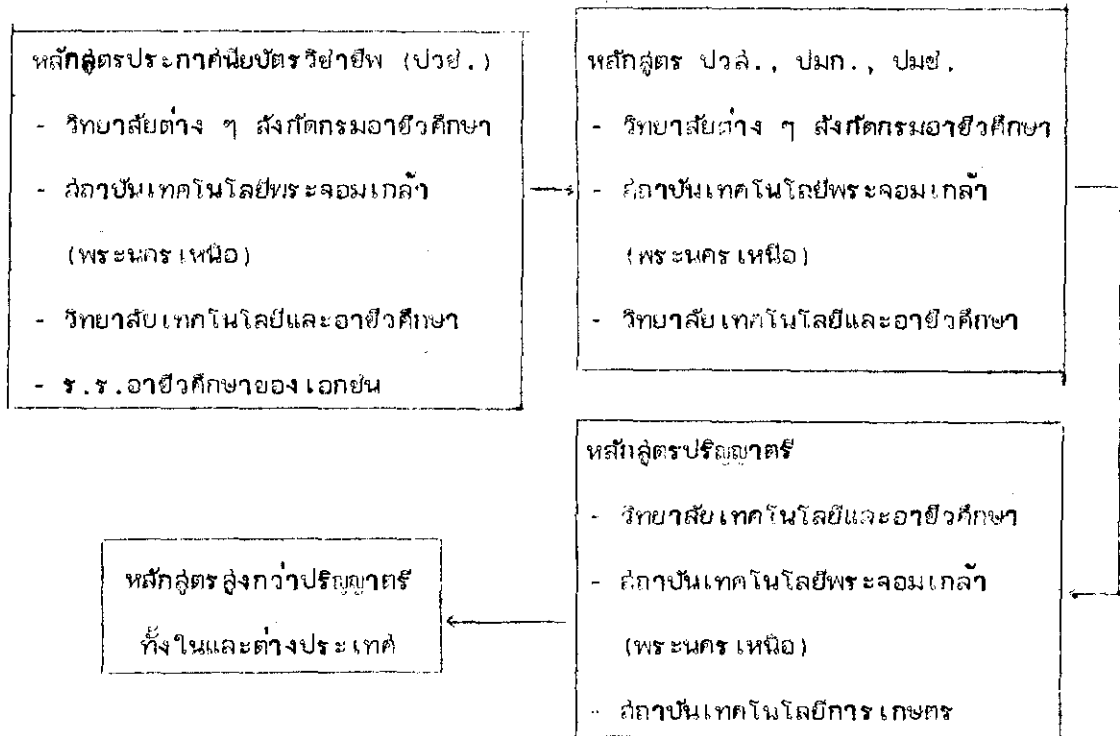 หลักสูตรประกาศนียบัตรวิชาชีพ (ปวช.)
- วิทยาลัยต่าง ๆ สังกัดกรมอาชีวศึกษา
- สถาบันเทคโนโลยีพระจอมเกล้า
(พระนครเหนือ)
- วิทยาลัยเทคโนโลยีและอาชีวศึกษา
- ร.ร.อาชีวศึกษาของเอกชน
หลักสูตร ปวส., ปมก., ปมช.
- วิทยาลัยต่าง ๆ สังกัดกรมอาชีวศึกษา
- สถาบันเทคโนโลยีพระจอมเกล้า
(พระนครเหนือ)
- วิทยาลัยเทคโนโลยีและอาชีวศึกษา
หลักสูตรปริญญาตรี
- วิทยาลัยเทคโนโลยีและอาชีวศึกษา
- สถาบันเทคโนโลยีพระจอมเกล้า
(พระนครเหนือ)
- สถาบันเทคโนโลยีการเกษตร
หลักสูตรสูงกว่าปริญญาตรี
ทั้งในและต่างประเทศ